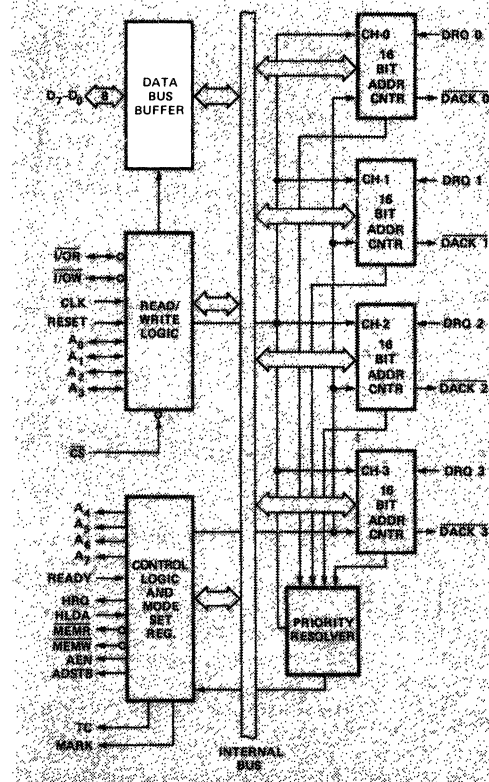 D7-D0
8
DATA
BUS
BUFFER
I/OR
I/OW
CLK
RESET
A0
A1
A2
A3
CS
READ/
WRITE
LOGIC
A4
A5
A6
A7
READY
HRQ
HLDA
MEMR
MEMW
AEN
ADSTB
TC
MARK
CONTROL
LOGIC
AND
MODE
SET
REG.
INTERNAL
BUS
CH-0
16
BIT
ADDR
CNTR
DRQ 0
DACK 0
CH-1
16
BIT
ADDR
CNTR
DRQ 1
DACK 1
CH-2
16
BIT
ADDR
CNTR
DRQ 2
DACK 2
CH-3
16
BIT
ADDR
CNTR
DRQ 3
DACK 3
PRIORITY
RESOLVER